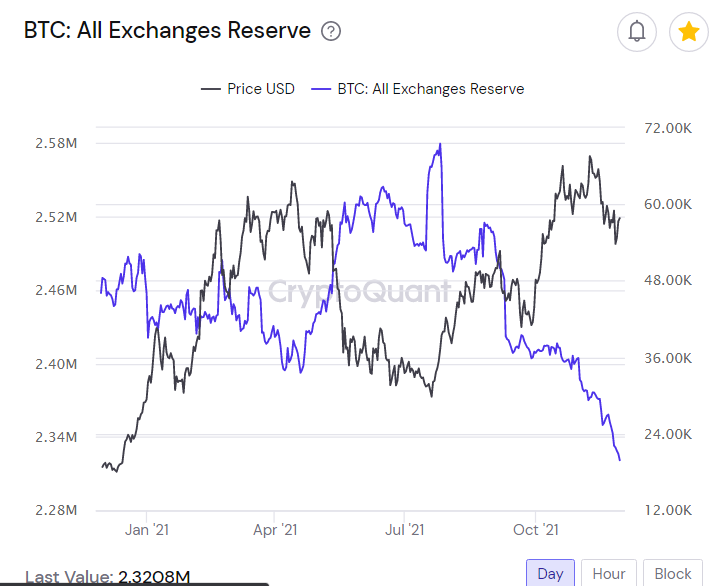 BTC: All Exchanges Reserve ?
Price USD BTC: All Exchanges Reserve
72.00K
2.58M
60.00K
2.52M
48.00K
2.46M
CryptoQuant
36.00K
2.40M
24.00K
2.34M
2.28M 12.00K
Jan '21 Apr '21 Jul '21 Oct '21
Last Value: 2.3208M
Day Hour Block